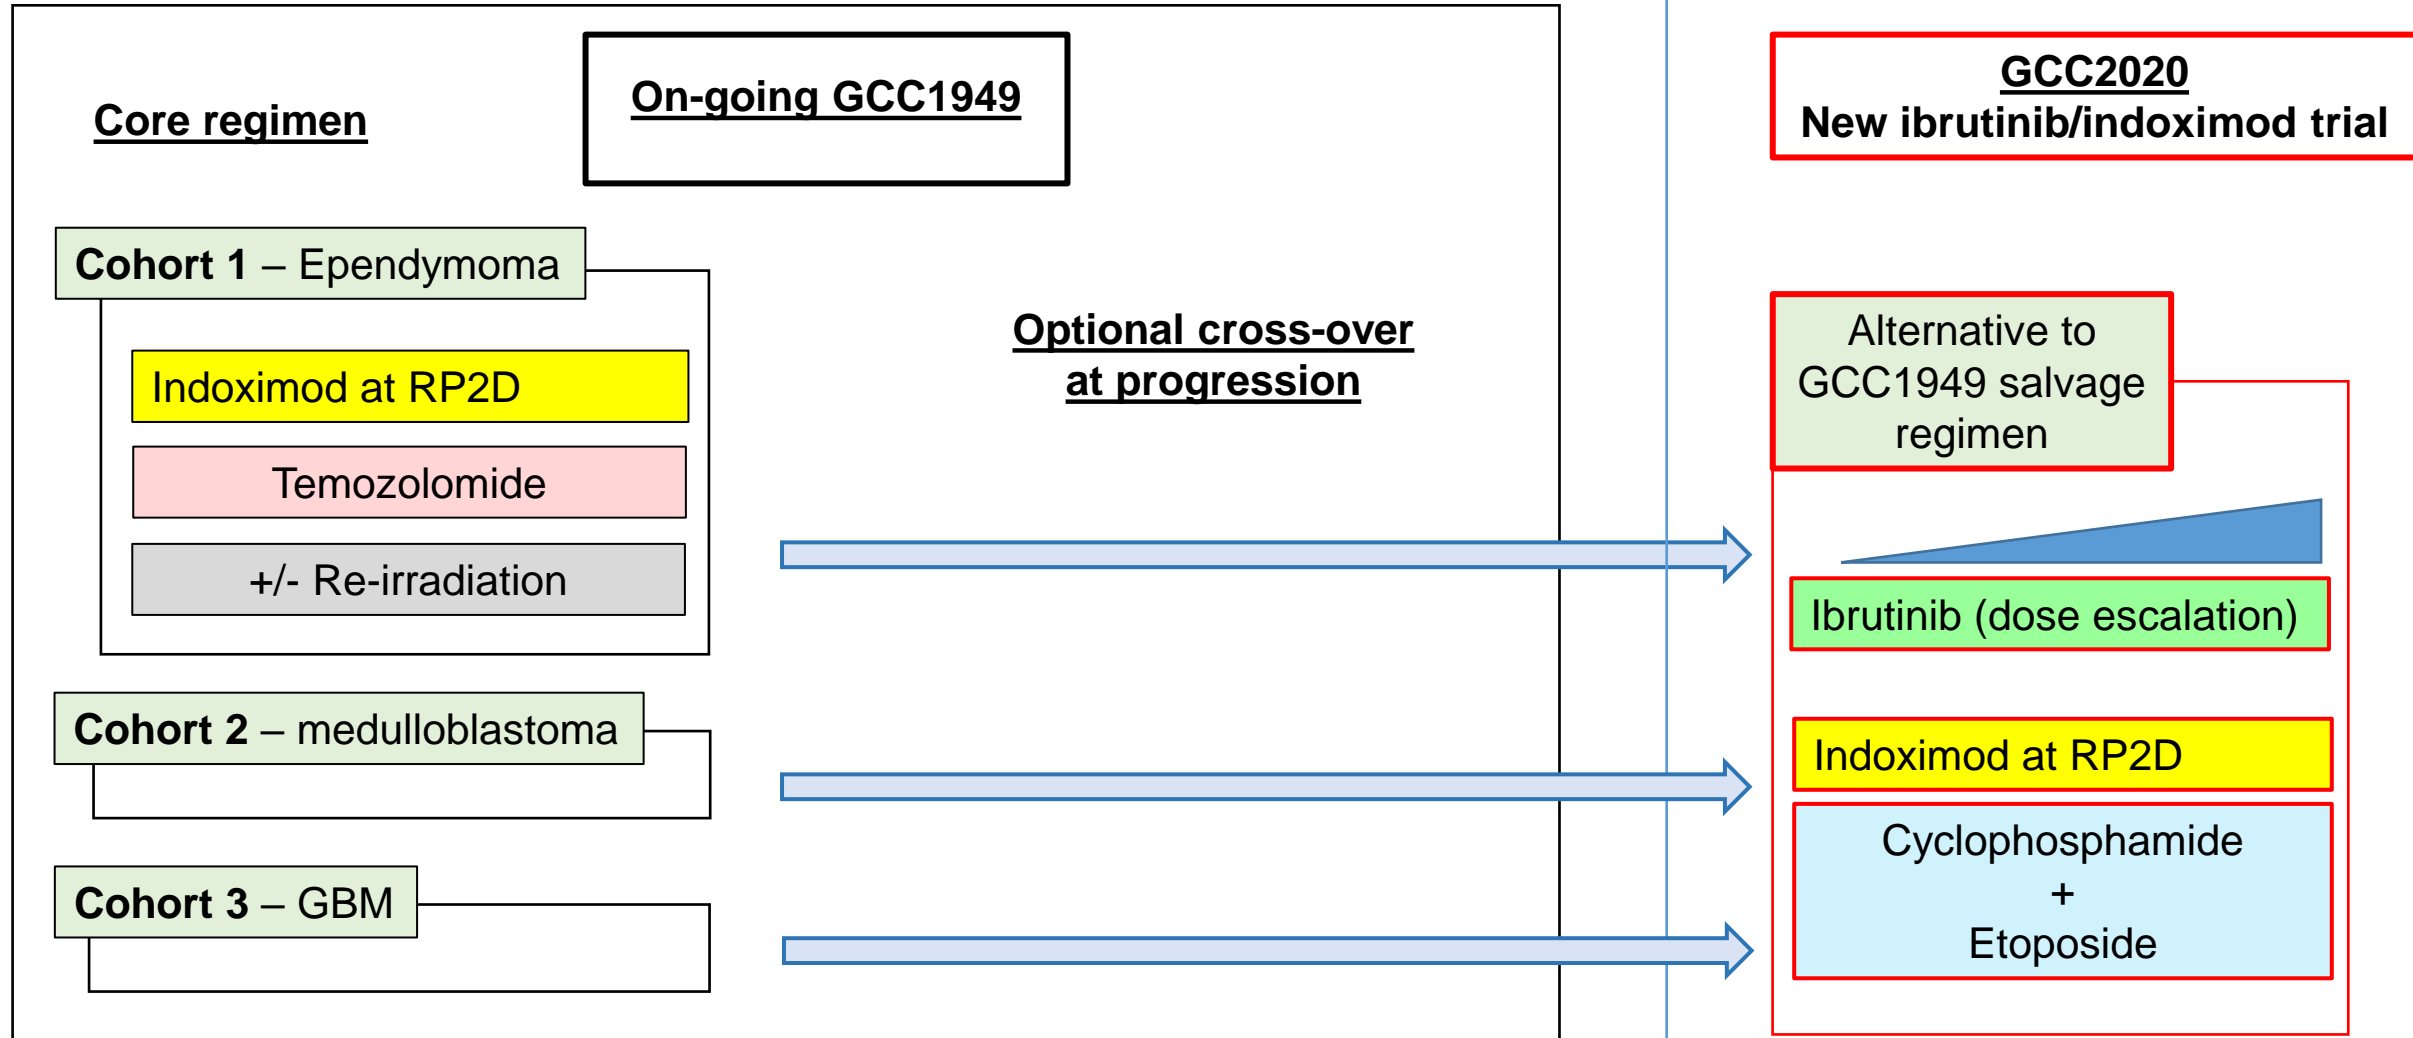 Core regimen
On-going GCC1949
Cohort 1 – Ependymoma
Indoximod at RP2D
Temozolomide
+/- Re-irradiation
Cohort 2 – medulloblastoma
Cohort 3 – GBM
Optional cross-over
at progression
GCC2020
New ibrutinib/indoximod trial
Alternative to
GCC1949 salvage
regimen
Ibrutinib (dose escalation)
Indoximod at RP2D
Cyclophosphamide
+
Etoposide